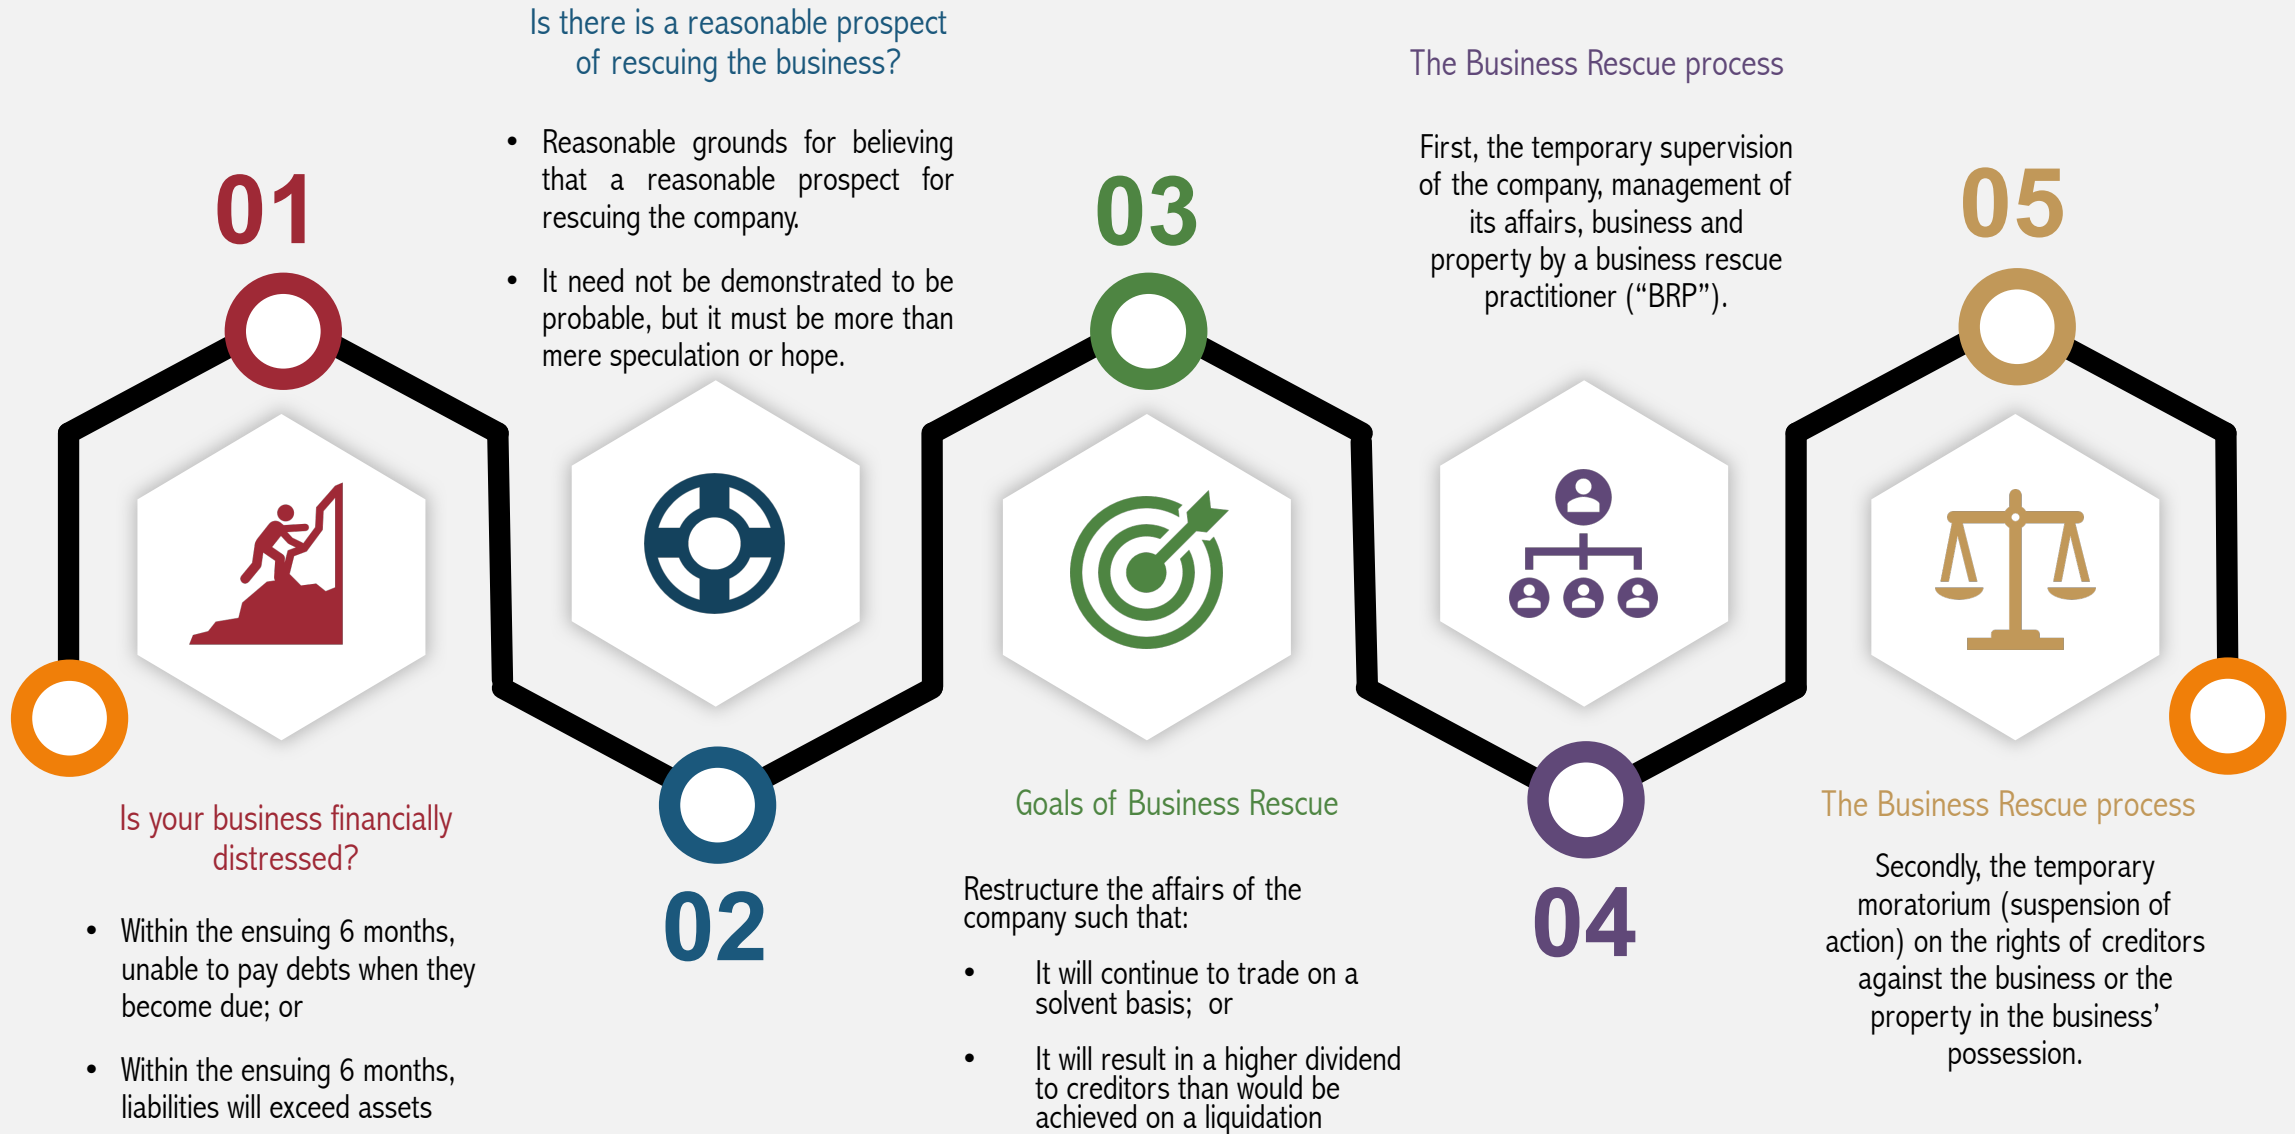 01
Is your business financially
distressed?
• Within the ensuing 6 months,
unable to pay debts when they
become due; or
• Within the ensuing 6 months,
liabilities will exceed assets
Is there is a reasonable prospect
of rescuing the business?
• Reasonable grounds for believing
that a reasonable prospect for
rescuing the company.
• It need not be demonstrated to be
probable, but it must be more than
mere speculation or hope.
02
03
Goals of Business Rescue
Restructure the affairs of the
company such that:
• It will continue to trade on a
solvent basis; or
• It will result in a higher dividend
to creditors than would be
achieved on a liquidation
The Business Rescue process
First, the temporary supervision
of the company, management of
its affairs, business and
property by a business rescue
practitioner (“BRP”).
04
05
The Business Rescue process
Secondly, the temporary
moratorium (suspension of
action) on the rights of creditors
against the business or the
property in the business’
possession.